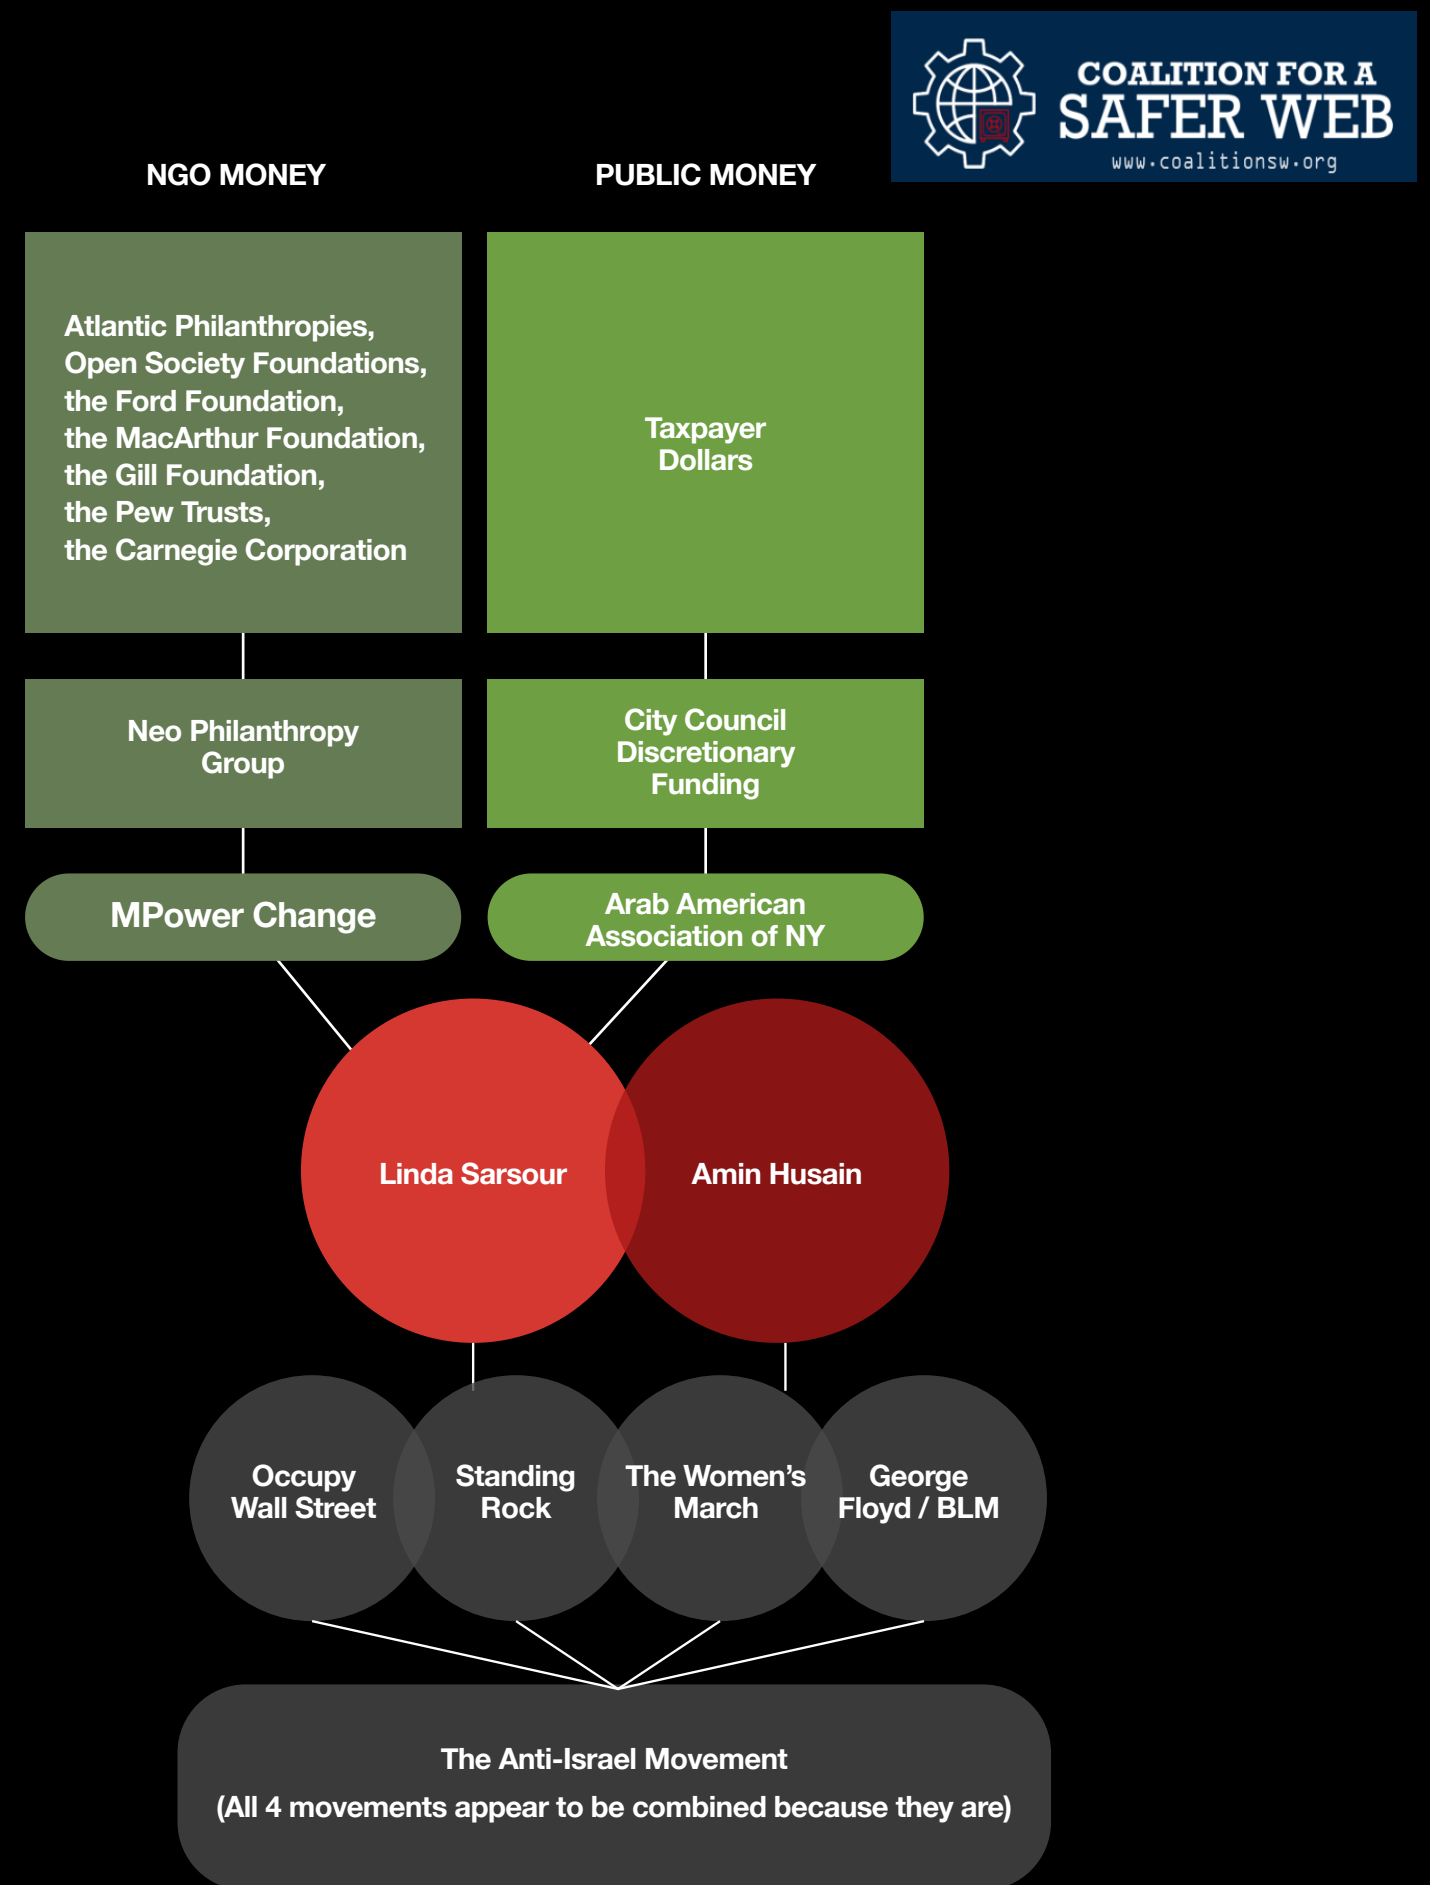 COALITION FOR A
SAFER WEB
www.coalitionsw.org
NGO MONEY
PUBLIC MONEY
Atlantic Philanthropies,
Open Society Foundations,
the Ford Foundation,
the MacArthur Foundation,
the Gill Foundation,
the Pew Trusts,
the Carnegie Corporation
Taxpayer
Dollars
Neo Philanthropy
Group
City Council
Discretionary
Funding
MPower Change
Arab American
Association of NY
Linda Sarsour
Amin Husain
Occupy
Wall Street
Standing
Rock
The Women’s
March
George
Floyd / BLM
The Anti-Israel Movement
(All 4 movements appear to be combined because they are)